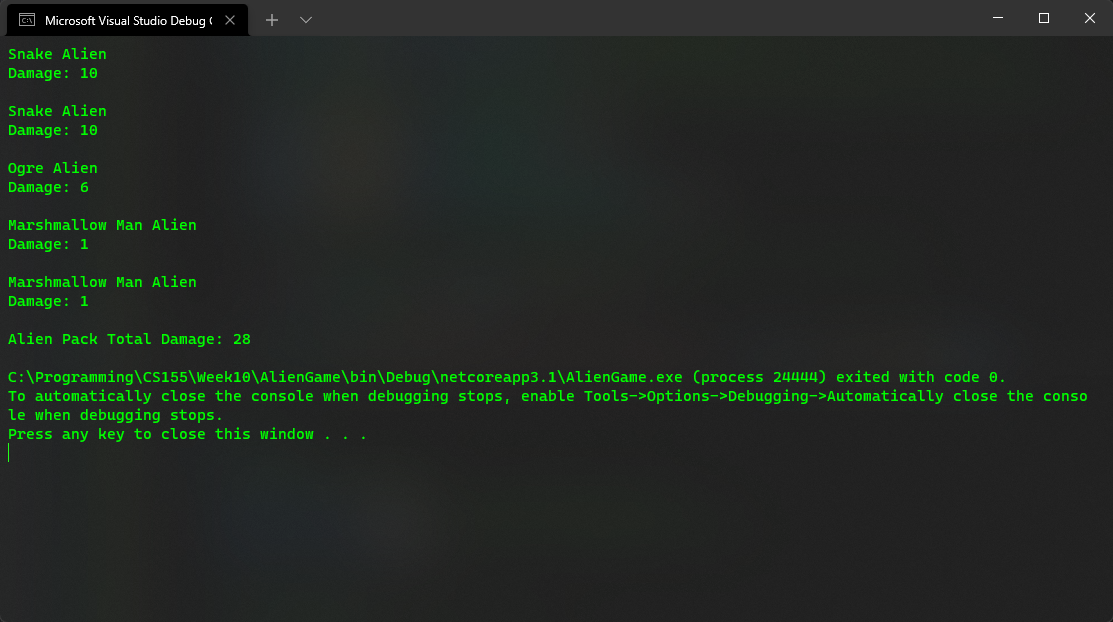 Microsoft Visual Studio Debug
Snake Alien
Damage: 10
Snake Alien
Damage: 10
Ogre Alien
Damage: 6
Marshmallow Man Alien
Damage: 1
Marshmallow Man Alien
Damage: 1
Alien Pack Total Damage: 28
C:\Programming\CS155\Week10\AlienGame\bin\Debug\netcoreapp3.1\AlienGame.exe (process 24444) exited with code 0.
To automatically close the console when debugging stops, enable Tools->Options->Debugging->Automatically close the conso
le when debugging stops.
Press any key to close this window . . .